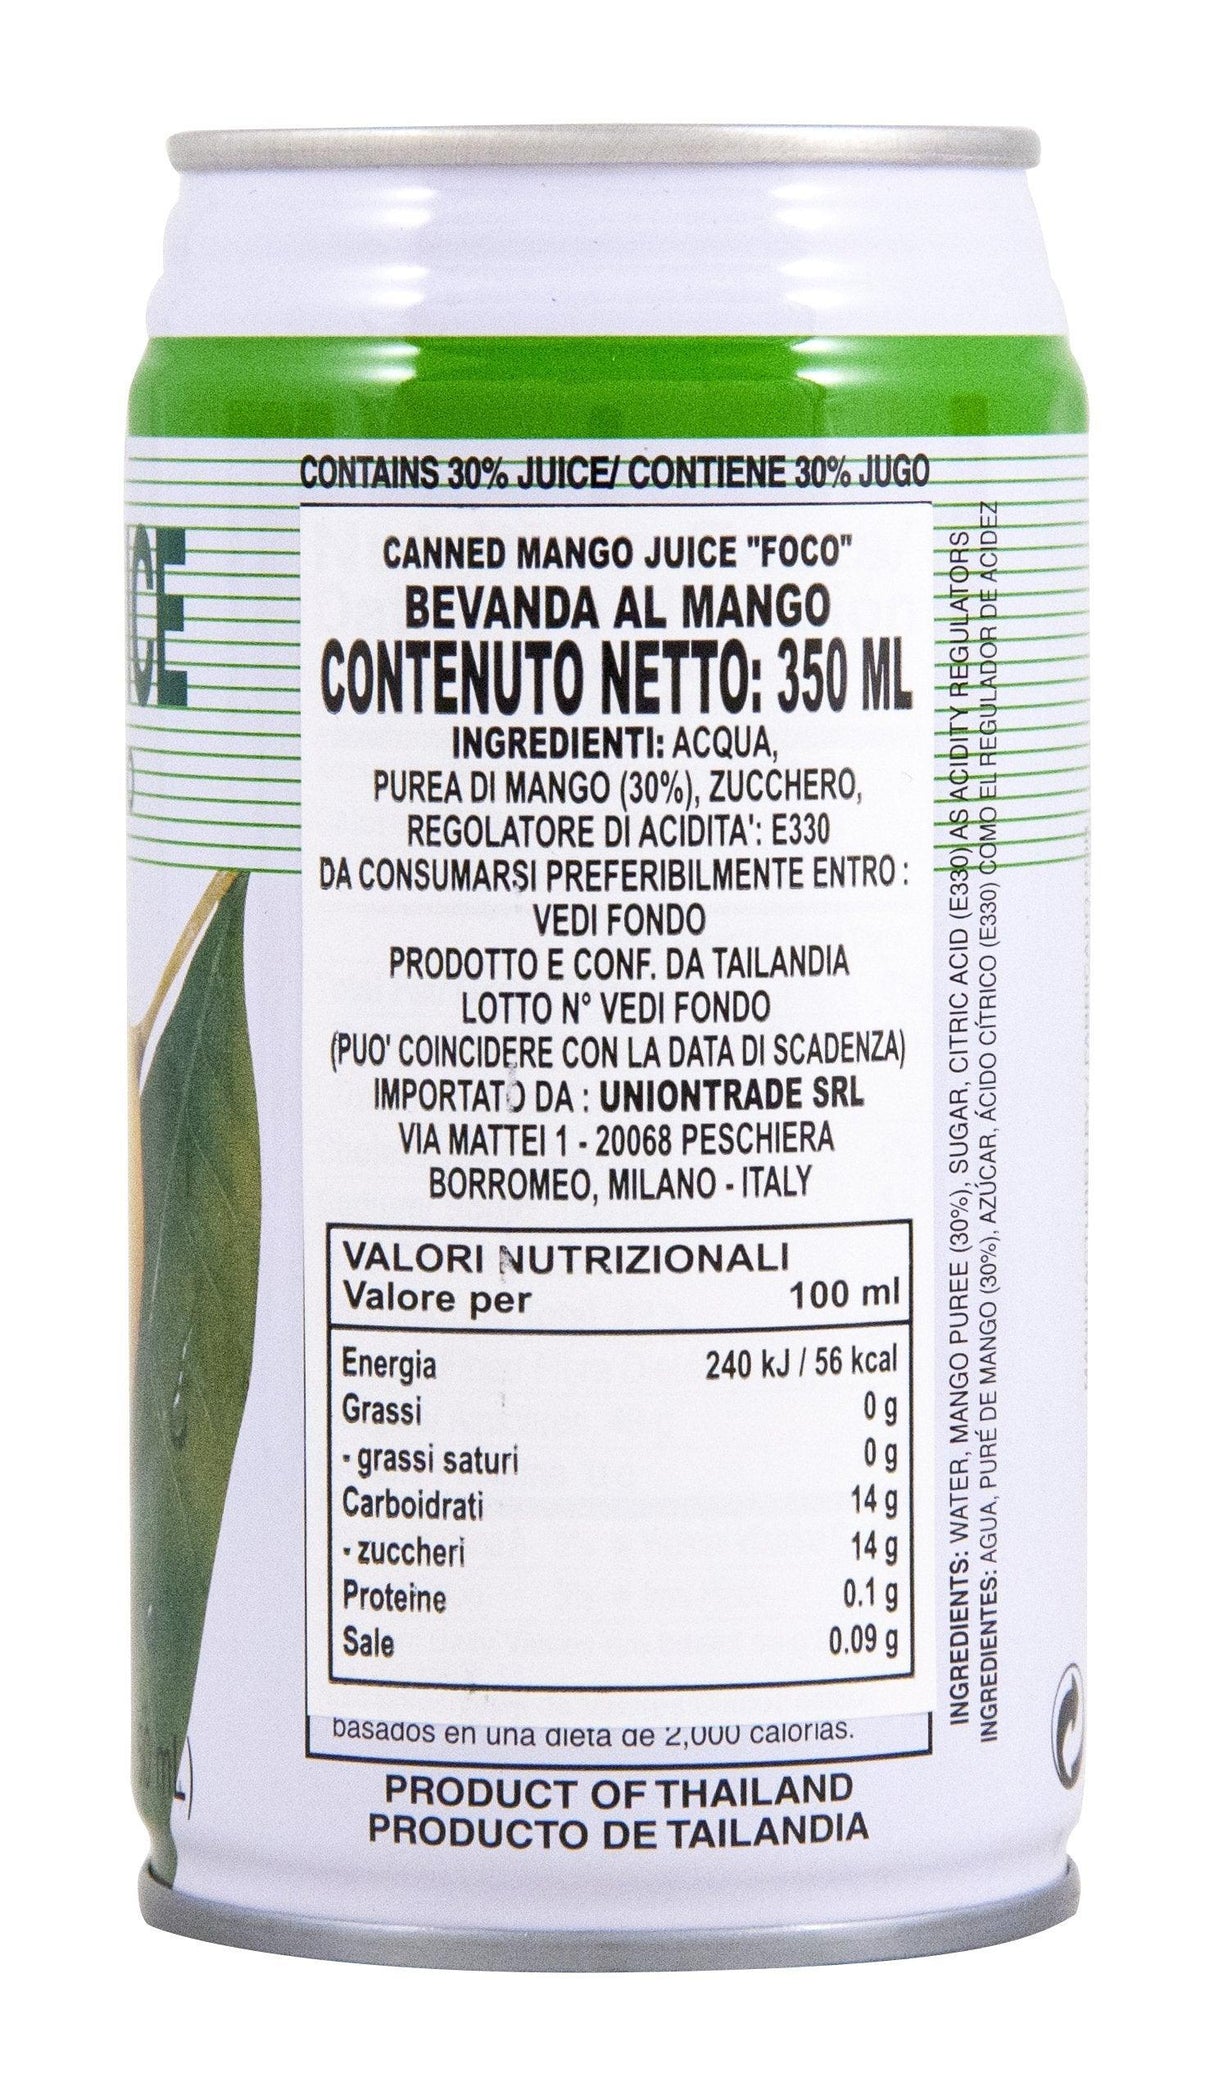 CONTAINS 30% JUICE/ CONTIENE 30% JUGO
CANNED MANGO JUICE "FOCO"
BEVANDA AL MANGO
CONTENUTO NETTO: 350 ML
INGREDIENTI: ACQUA,
PUREA DI MANGO (30%), ZUCCHERO,
REGOLATORE DI ACIDITA': E330
DA CONSUMARSI PREFERIBILMENTE ENTRO :
VEDI FONDO
PRODOTTO E CONF. DA TAILANDIA
LOTTO N° VEDI FONDO
(PUO' COINCIDERE CON LA DATA DI SCADENZA)
IMPORTATO DA : UNIONTRADE SRL
VIA MATTEI 1 - 20068 PESCHIERA
BORROMEO, MILANO - ITALY
VALORI NUTRIZIONALI
Valore per 100 ml
Energia 240 kJ / 56 kcal
Grassi 0 g
- grassi saturi 0 g
Carboidrati 14 g
- zuccheri 14 g
Proteine 0.1 g
Sale 0.09 g
basados en una dieta de 2,000 calorías.
PRODUCT OF THAILAND
PRODUCTO DE TAILANDIA
INGREDIENTS: WATER, MANGO PUREE (30%), SUGAR, CITRIC ACID (E330) AS ACIDITY REGULATORS
INGREDIENTES: AGUA, PURÉ DE MANGO (30%), AZÚCAR, ÁCIDO CÍTRICO (E330) COMO EL REGULADOR DE ACIDEZ